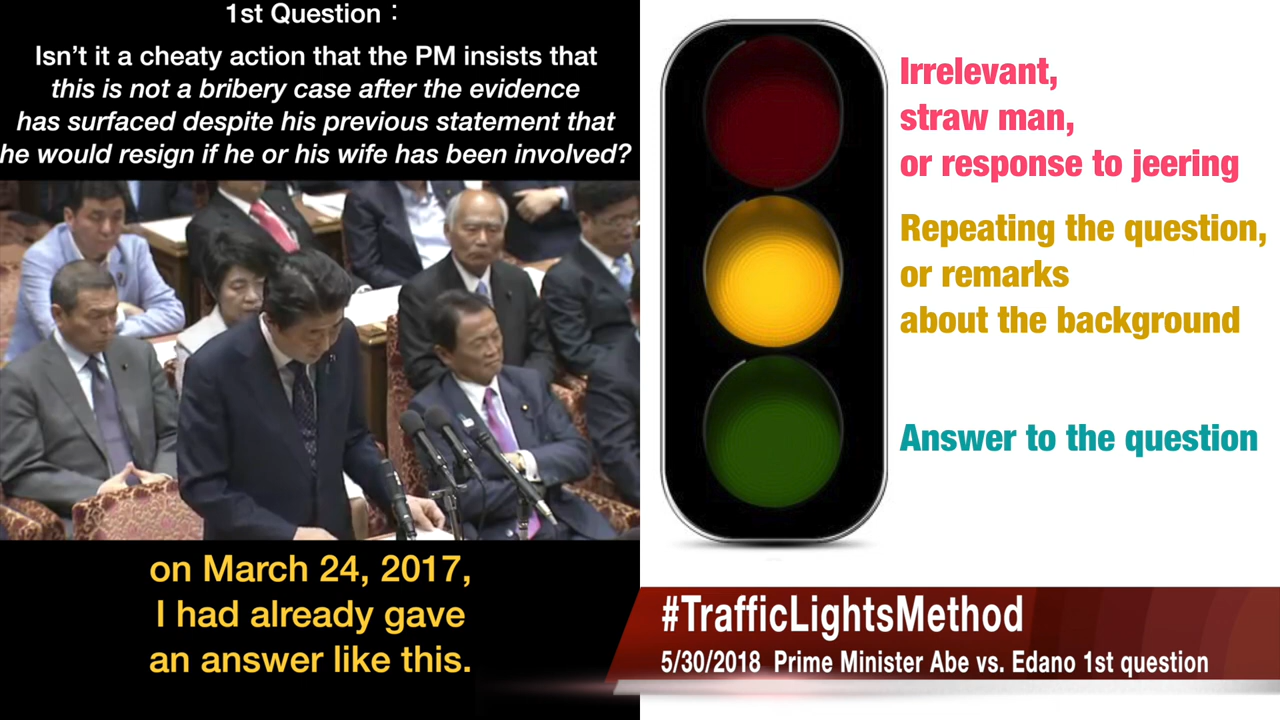 1st Question：
Isn't it a cheaty action that the PM insists that
this is not a bribery case after the evidence
has surfaced despite his previous statement that
he would resign if he or his wife has been involved?
on March 24, 2017,
I had already gave
an answer like this.
Irrelevant,
straw man,
or response to jeering
Repeating the question,
or remarks
about the background
Answer to the question
#TrafficLightsMethod
5/30/2018 Prime Minister Abe vs. Edano 1st question